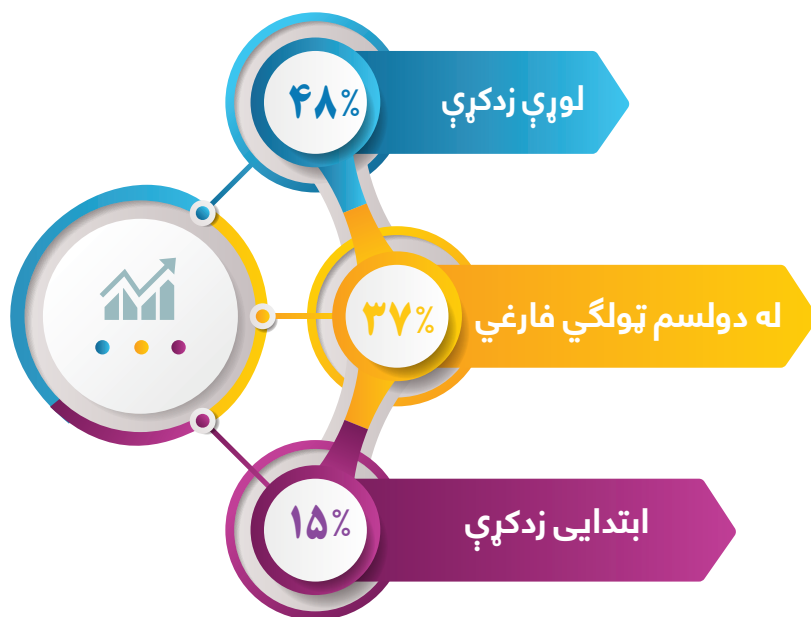 ۴۸%
لوړې زدکړې
۳۷%
له دولسم ټولګي فارغي
۱۵%
ابتدایی زدکړې